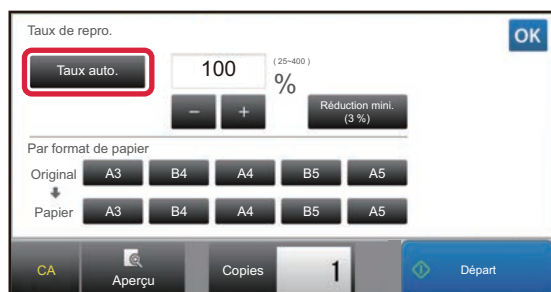 Taux de repro.
OK
Taux auto.
100
(25~400)
%
−
+
Réduction mini.
(3 %)
Par format de papier
Original
A3
B4
A4
B5
A5
Papier
A3
B4
A4
B5
A5
CA
Aperçu
Copies
1
Départ